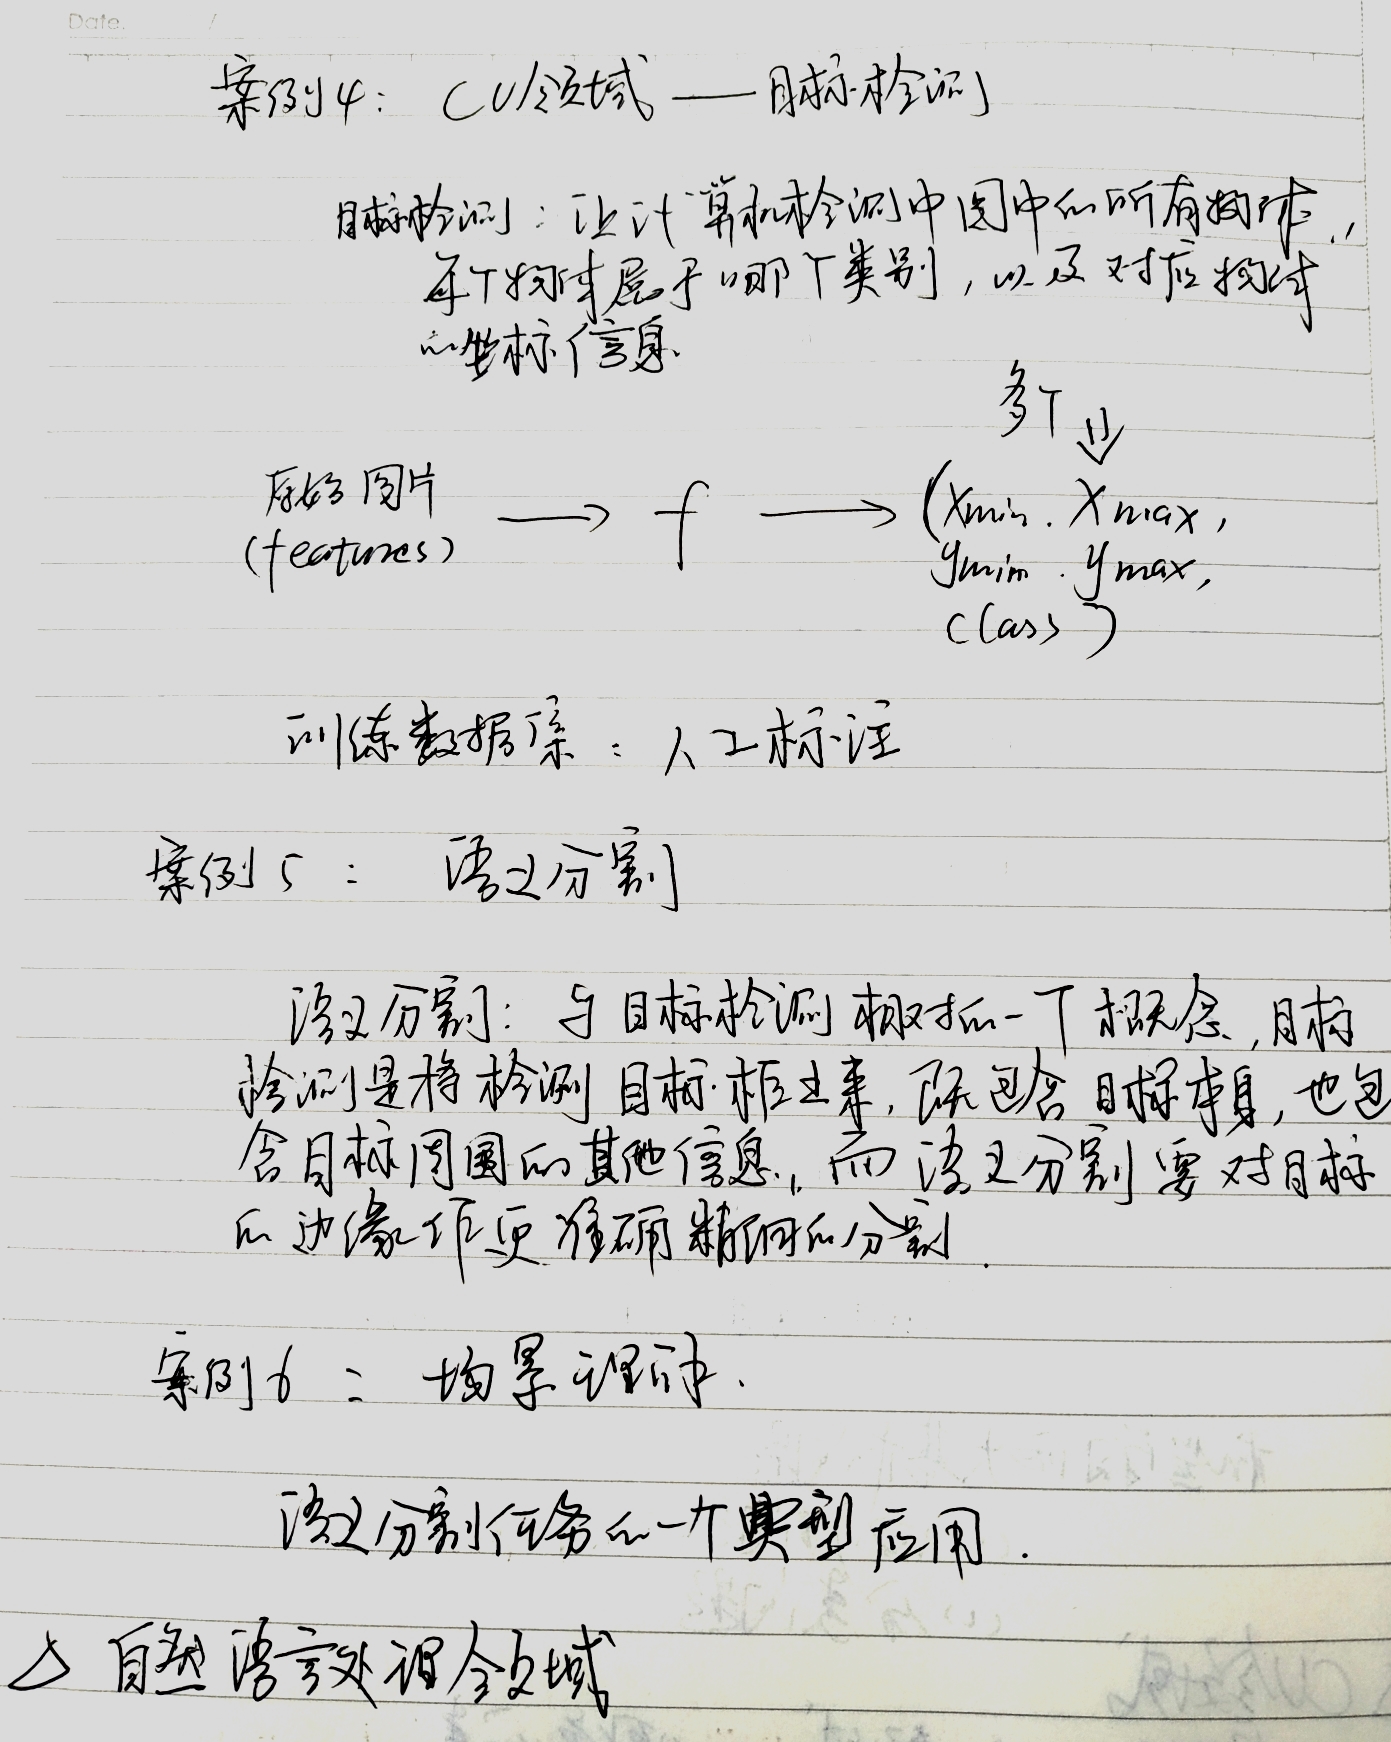 Date. /
案例4: CV领域 — 目标检测
目标检测: 让计算机检测中图中的所有物体,
每个物体属于哪个类别, 以及对应物体
的坐标信息.
多个 ⇓
原始图片 → f → (Xmin. Xmax,
(features) ymin. ymax,
class)
训练数据集: 人工标注
案例5: 语义分割
语义分割: 与目标检测相对的一个概念, 目标
检测是将检测目标框出来, 既包含目标本身, 也包
含目标周围的其他信息, 而语义分割要对目标
的边缘作更准确精细的分割.
案例6: 场景理解.
语义分割任务的一个典型应用.
△ 自然语言处理领域